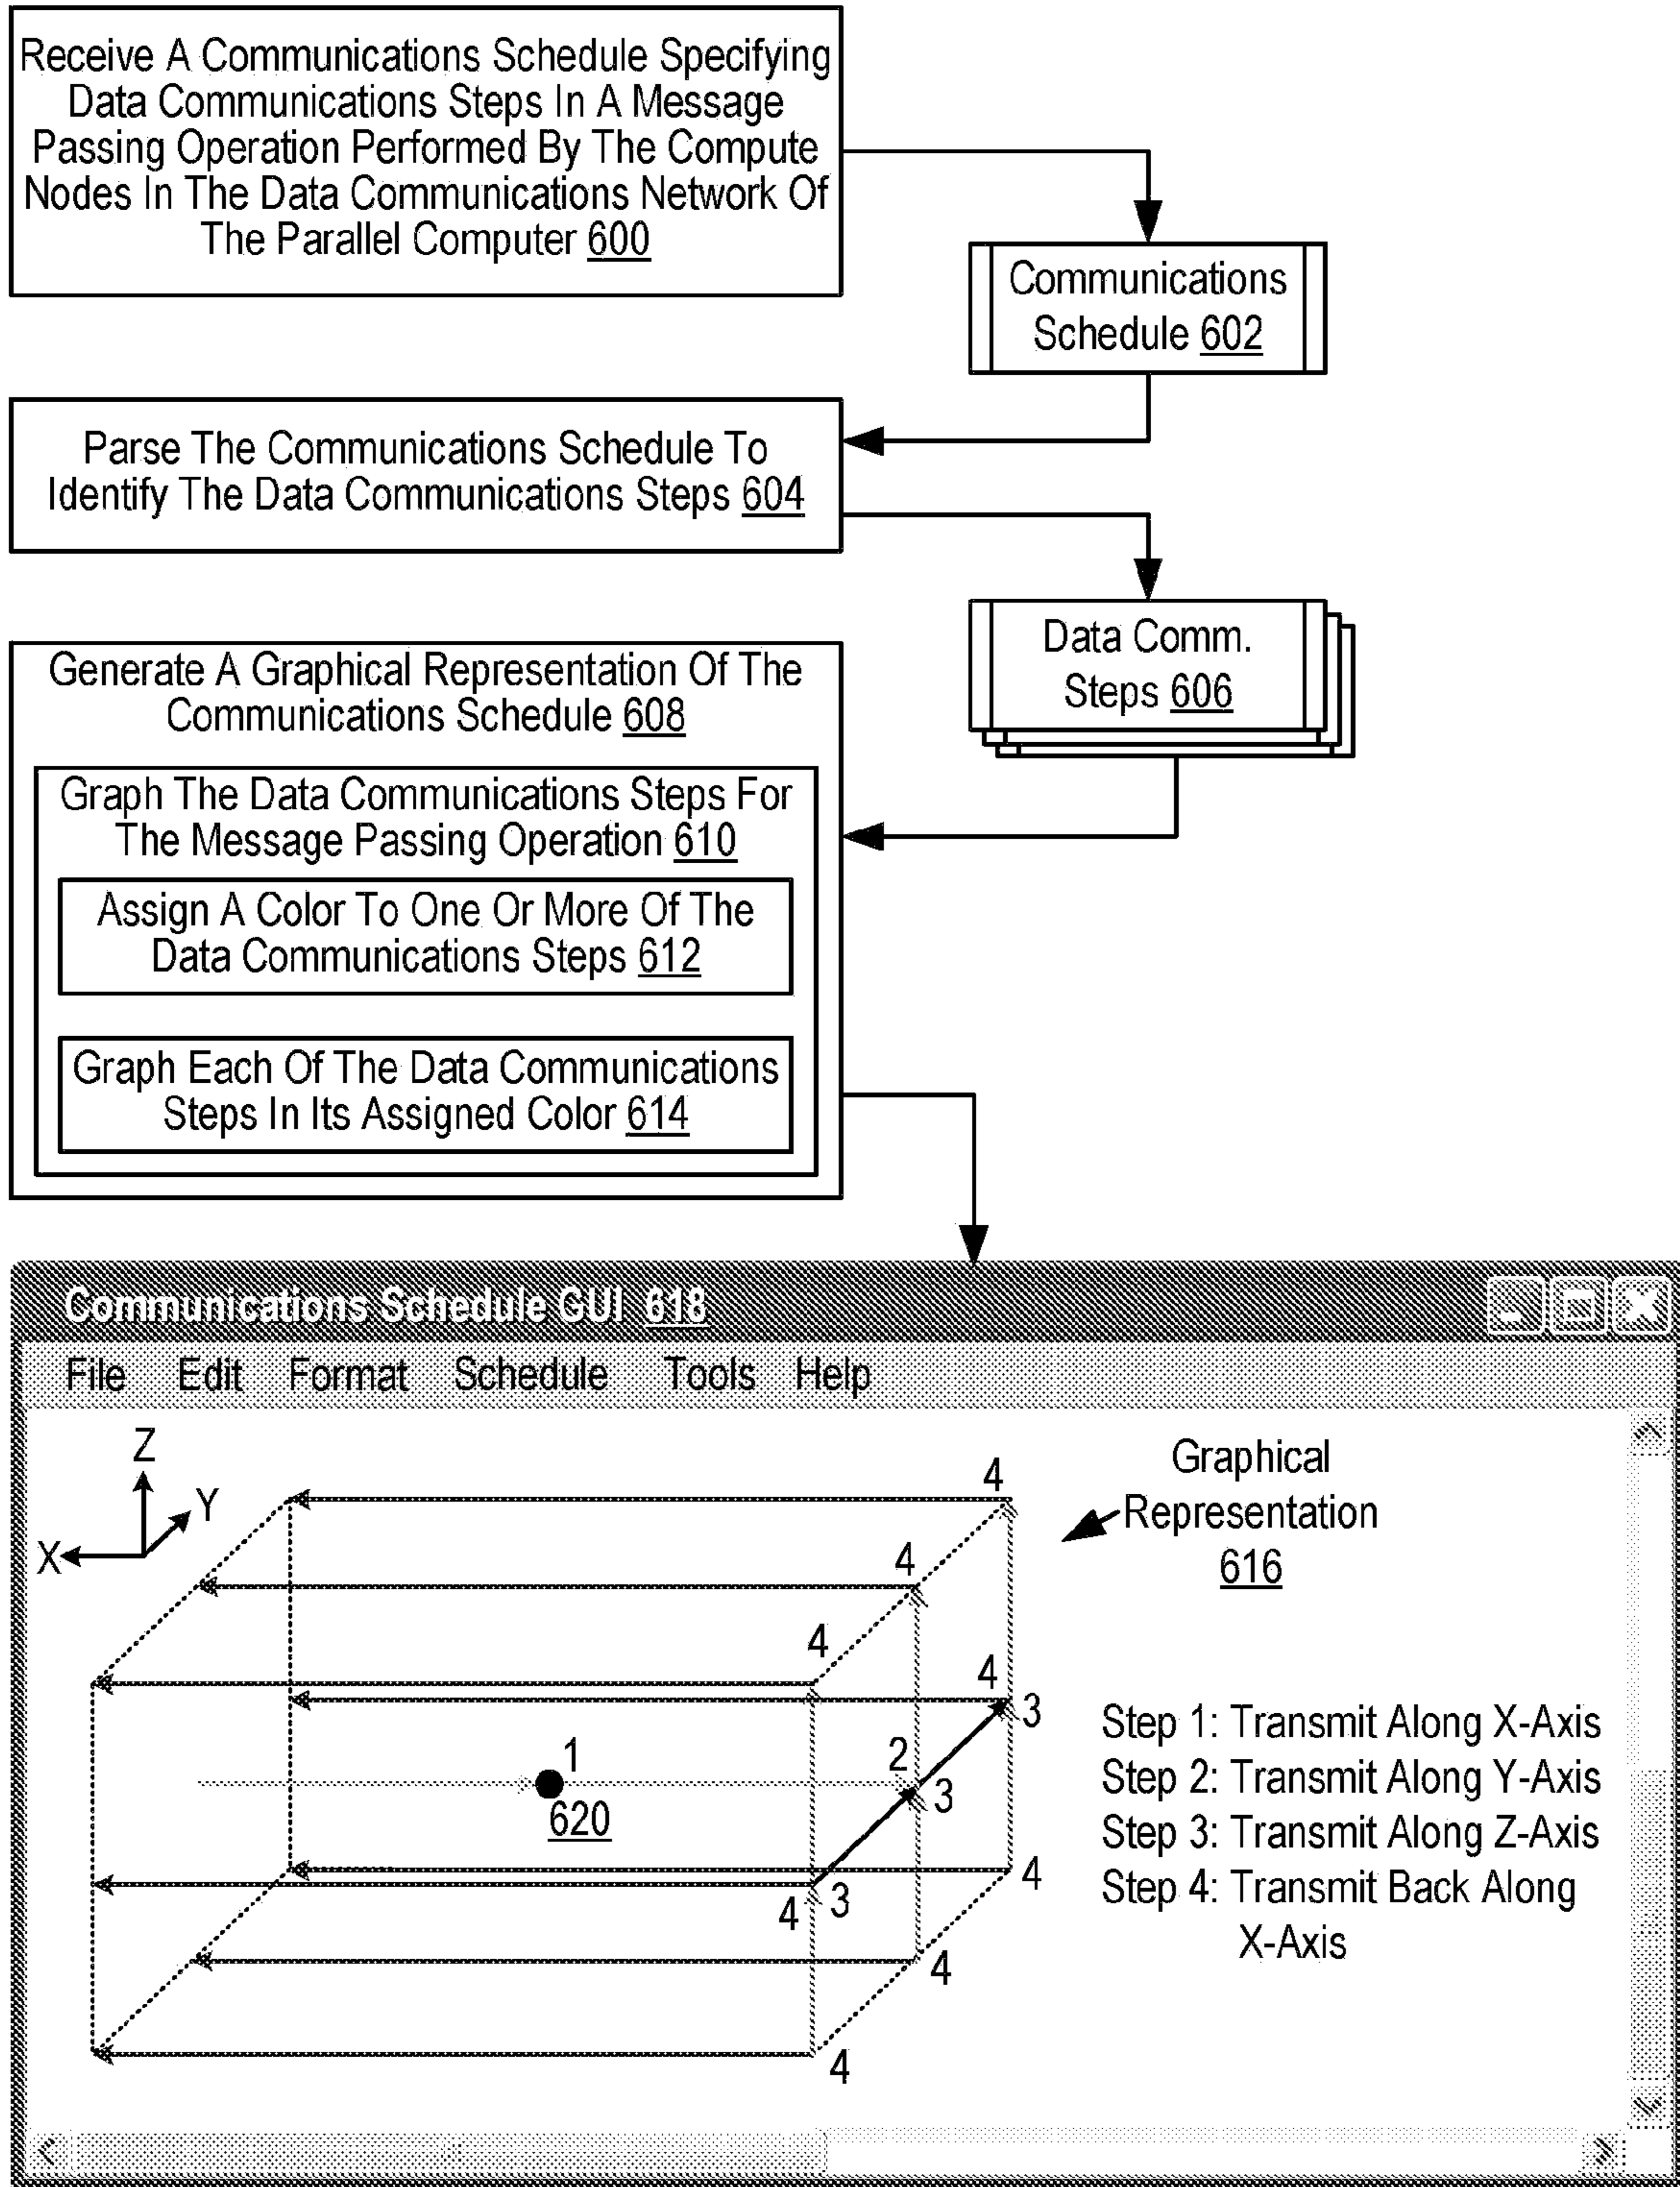 Receive A Communications Schedule Specifying
Data Communications Steps In A Message
Passing Operation Performed By The Compute
Nodes In The Data Communications Network Of
The Parallel Computer 600
Communications
Schedule 602
Parse The Communications Schedule To
Identify The Data Communications Steps 604
Data Comm.
Steps 606
Generate A Graphical Representation Of The
Communications Schedule 608
Graph The Data Communications Steps For
The Message Passing Operation 610
Assign A Color To One Or More Of The
Data Communications Steps 612
Graph Each Of The Data Communications
Steps In Its Assigned Color 614
Communications Schedule GUI 618
File Edit Format Schedule Tools Help
Z
Y
X
4
4
4
4
3
1
2
3
620
4
3
4
4
4
Graphical
Representation
616
Step 1: Transmit Along X-Axis
Step 2: Transmit Along Y-Axis
Step 3: Transmit Along Z-Axis
Step 4: Transmit Back Along
X-Axis